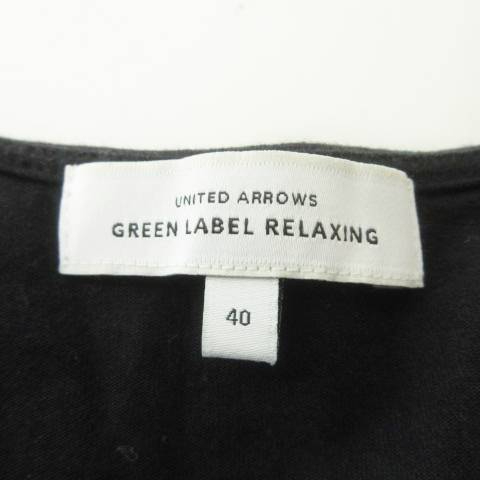 UNITED ARROWS
GREEN LABEL RELAXING
40